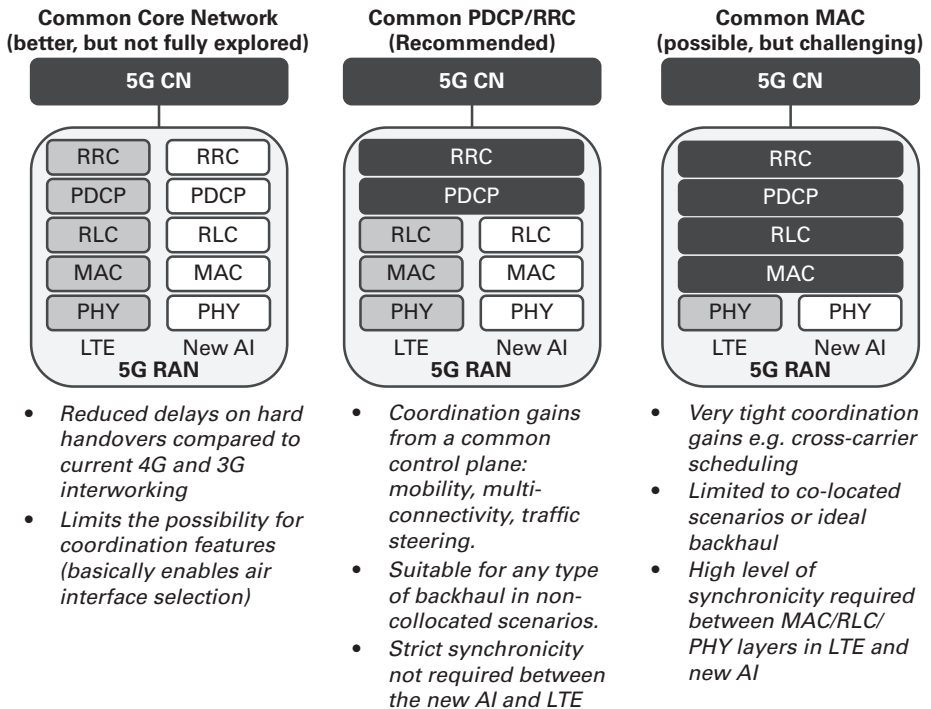 Common Core Network
(better, but not fully explored)
5G CN
RRC
RRC
PDCP
PDCP
RLC
RLC
MAC
MAC
PHY
PHY
LTE
New AI
5G RAN
• Reduced delays on hard
handovers compared to
current 4G and 3G
interworking
• Limits the possibility for
coordination features
(basically enables air
interface selection)
Common PDCP/RRC
(Recommended)
5G CN
RRC
PDCP
RLC
RLC
MAC
MAC
PHY
PHY
LTE
New AI
5G RAN
• Coordination gains
from a common
control plane:
mobility, multi-
connectivity, traffic
steering.
• Suitable for any type
of backhaul in non-
collocated scenarios.
• Strict synchronicity
not required between
the new AI and LTE
Common MAC
(possible, but challenging)
5G CN
RRC
PDCP
RLC
MAC
PHY
PHY
LTE
New AI
5G RAN
• Very tight coordination
gains e.g. cross-carrier
scheduling
• Limited to co-located
scenarios or ideal
backhaul
• High level of
synchronicity required
between MAC/RLC/
PHY layers in LTE and
new AI